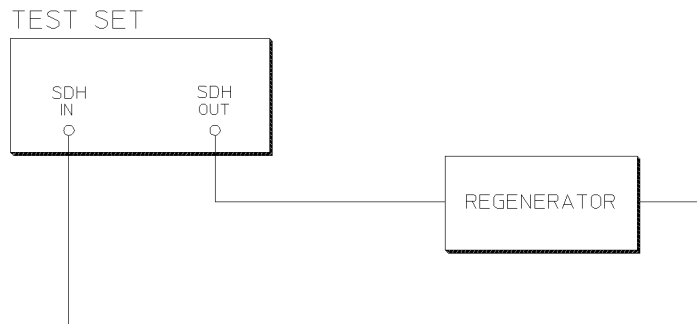 TEST SET
SDH
IN
SDH
OUT
REGENERATOR